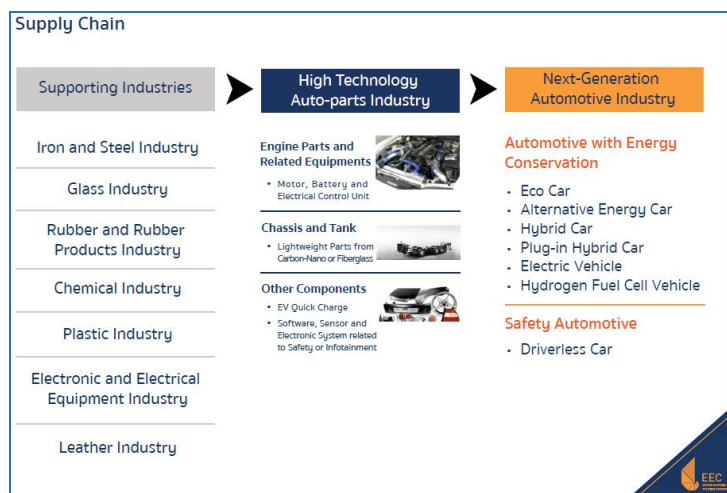 Supply Chain
Supporting Industries
Iron and Steel Industry
Glass Industry
Rubber and Rubber
Products Industry
Chemical Industry
Plastic Industry
Electronic and Electrical
Equipment Industry
Leather Industry
High Technology
Auto-parts Industry
Engine Parts and
Related Equipments
• Motor, Battery and
Electrical Control Unit
Chassis and Tank
• Lightweight Parts from
Carbon-Nano or Fiberglass
Other Components
• EV Quick Charge
• Software, Sensor and
Electronic System related
to Safety or Infotainment
Next-Generation
Automotive Industry
Automotive with Energy
Conservation
• Eco Car
• Alternative Energy Car
• Hybrid Car
• Plug-in Hybrid Car
• Electric Vehicle
• Hydrogen Fuel Cell Vehicle
Safety Automotive
• Driverless Car
EEC